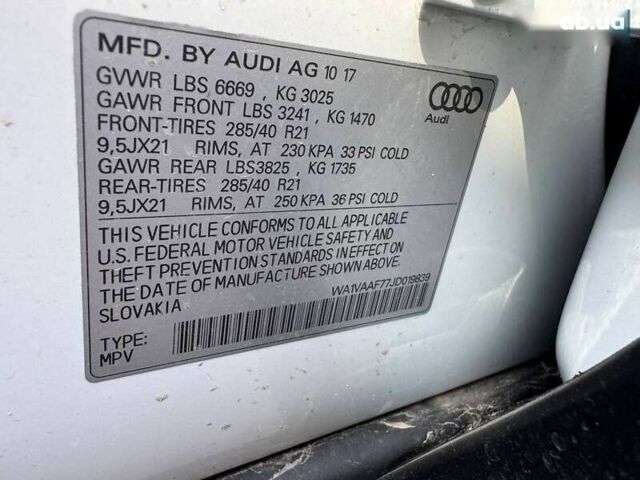 ab.ua
MFD. BY AUDI AG 10 17
GVWR LBS 6669 , KG 3025
GAWR FRONT LBS 3241 , KG 1470
FRONT-TIRES 285/40 R21
9,5JX21 RIMS, AT 230 KPA 33 PSI COLD
GAWR REAR LBS3825 , KG 1735
REAR-TIRES 285/40 R21
9,5JX21 RIMS, AT 250 KPA 36 PSI COLD
Audi
THIS VEHICLE CONFORMS TO ALL APPLICABLE
U.S. FEDERAL MOTOR VEHICLE SAFETY AND
THEFT PREVENTION STANDARDS IN EFFECT ON
THE DATE OF MANUFACTURE SHOWN ABOVE.
SLOVAKIA
WA1VAAF77JD019839
TYPE:
MPV